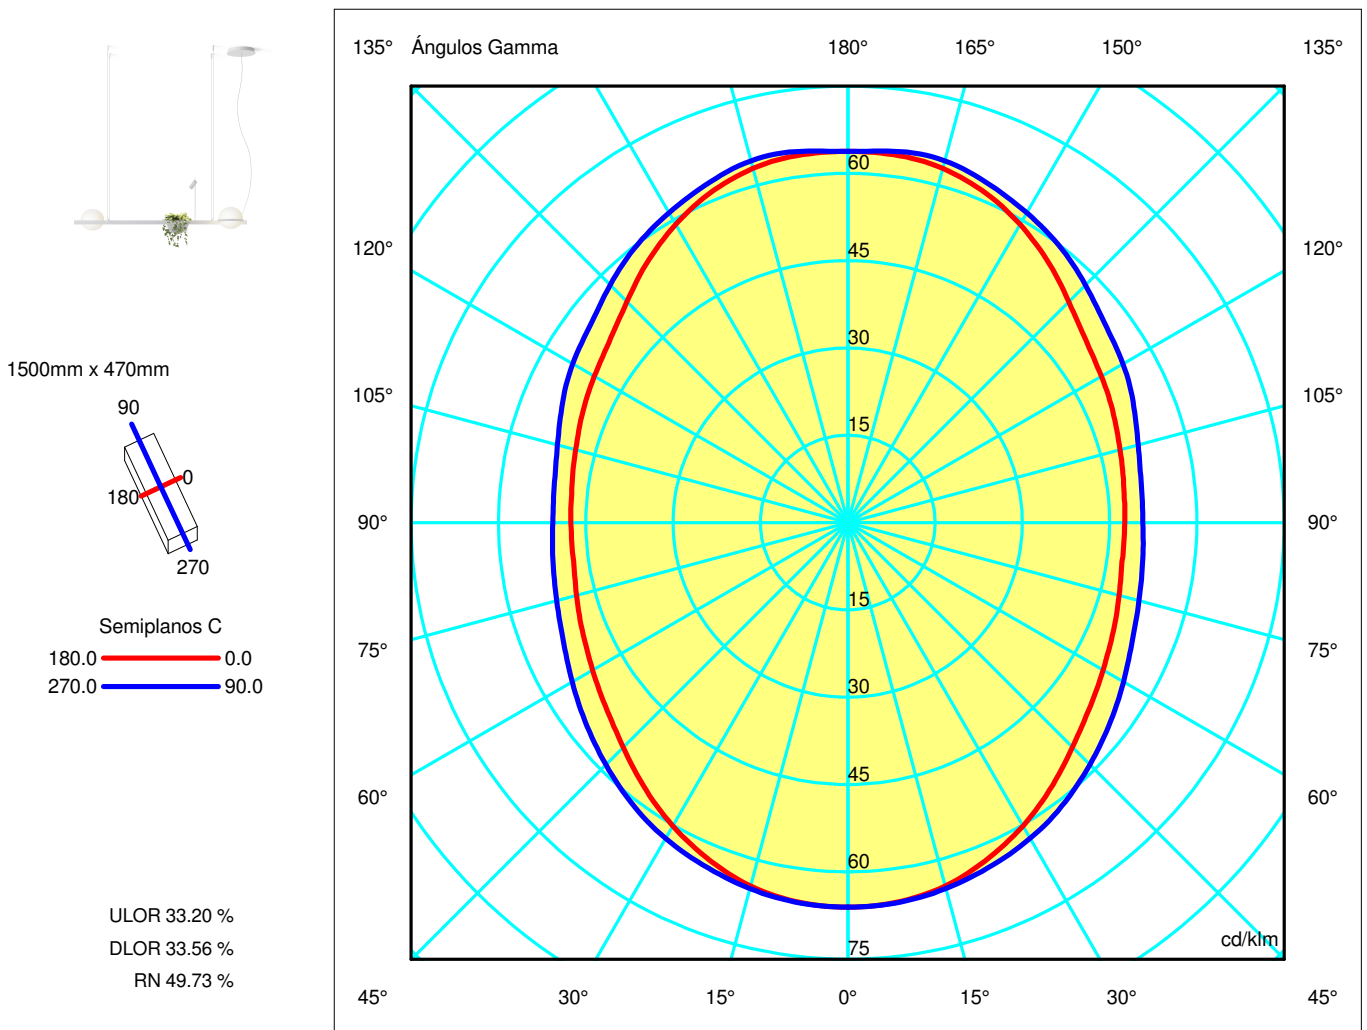 135° Ángulos Gamma 180° 165° 150° 135°
60
120° 45 120°
30
1500mm x 470mm
105° 105°
90
15
0
180
90° 90°
270
15
Semiplanos C
75° 75°
180.0 0.0
270.0 90.0
30
45
60° 60°
60
ULOR 33.20 %
DLOR 33.56 %
75 cd/klm
RN 49.73 %
45° 30° 15° 0° 15° 30° 45°